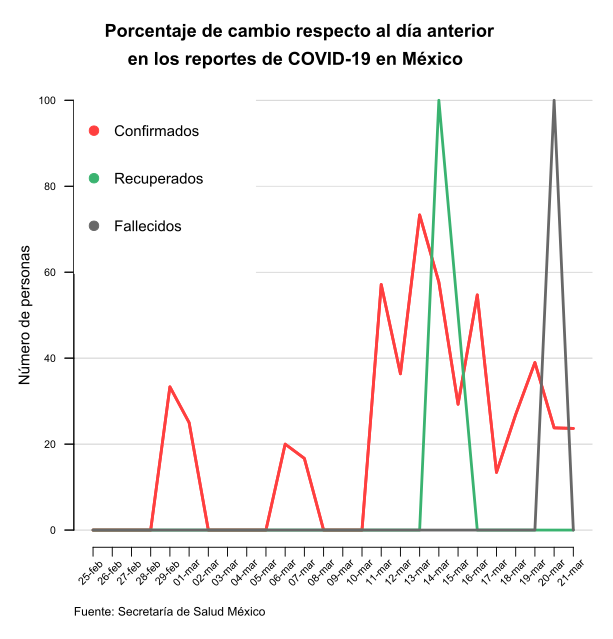 Porcentaje de cambio respecto al día anterior
en los reportes de COVID-19 en México
Número de personas
100
80
60
40
20
0
Confirmados
Recuperados
Fallecidos
25-feb
26-feb
27-feb
28-feb
29-feb
01-mar
02-mar
03-mar
04-mar
05-mar
06-mar
07-mar
08-mar
09-mar
10-mar
11-mar
12-mar
13-mar
14-mar
15-mar
16-mar
17-mar
18-mar
19-mar
20-mar
21-mar
Fuente: Secretaría de Salud México